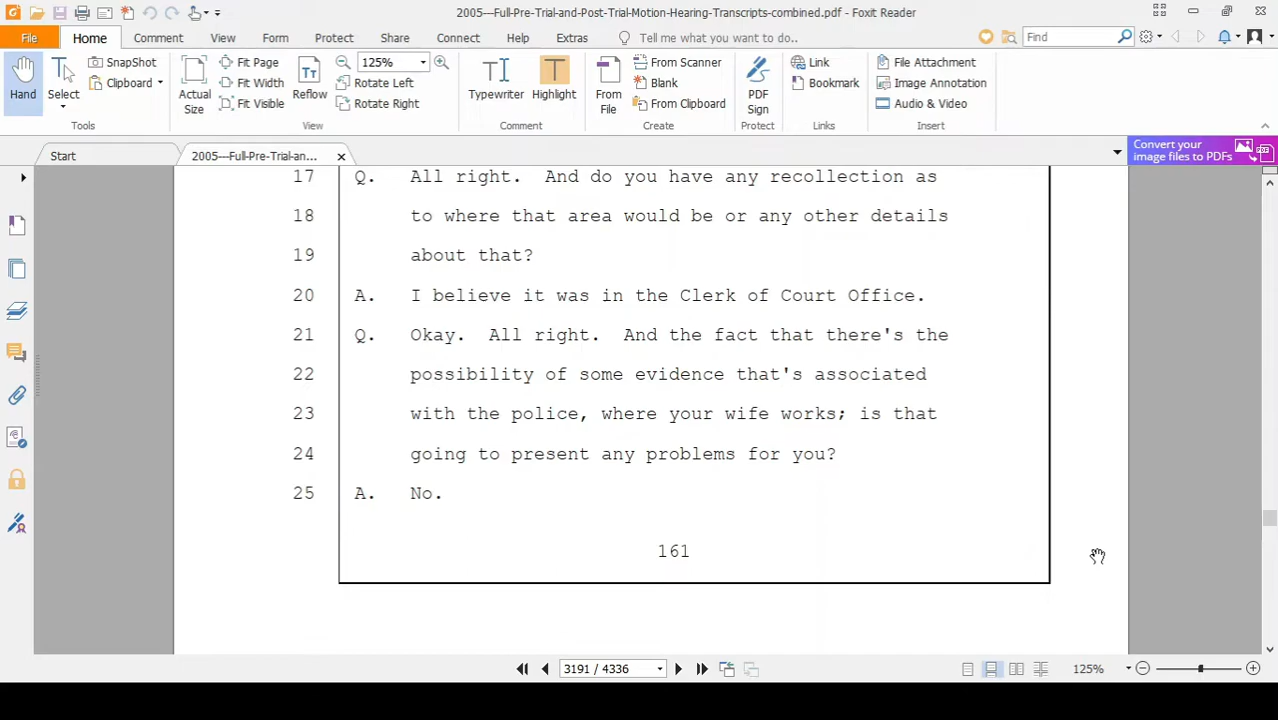 2005---Full-Pre-Trial-and-Post-Trial-Motion-Hearing-Transcripts-combined.pdf - Foxit Reader
File Home Comment View Form Protect Share Connect Help Extras Tell me what you want to do.. Find
Hand
Select
SnapShot
Clipboard
Tools
Actual
Size
Fit Page
Fit Width
Fit Visible
Reflow
125%
Rotate Left
Rotate Right
View
Typewriter
Highlight
Comment
From
File
From Scanner
Blank
From Clipboard
Create
PDF
Sign
Protect
Link
Bookmark
Links
File Attachment
Image Annotation
Audio & Video
Insert
Start
2005---Full-Pre-Trial-an...
Convert your
image files to PDFs
17 Q. All right. And do you have any recollection as
18 to where that area would be or any other details
19 about that?
20 A. I believe it was in the Clerk of Court Office.
21 Q. Okay. All right. And the fact that there's the
22 possibility of some evidence that's associated
23 with the police, where your wife works; is that
24 going to present any problems for you?
25 A. No.
161
3191 / 4336
125%